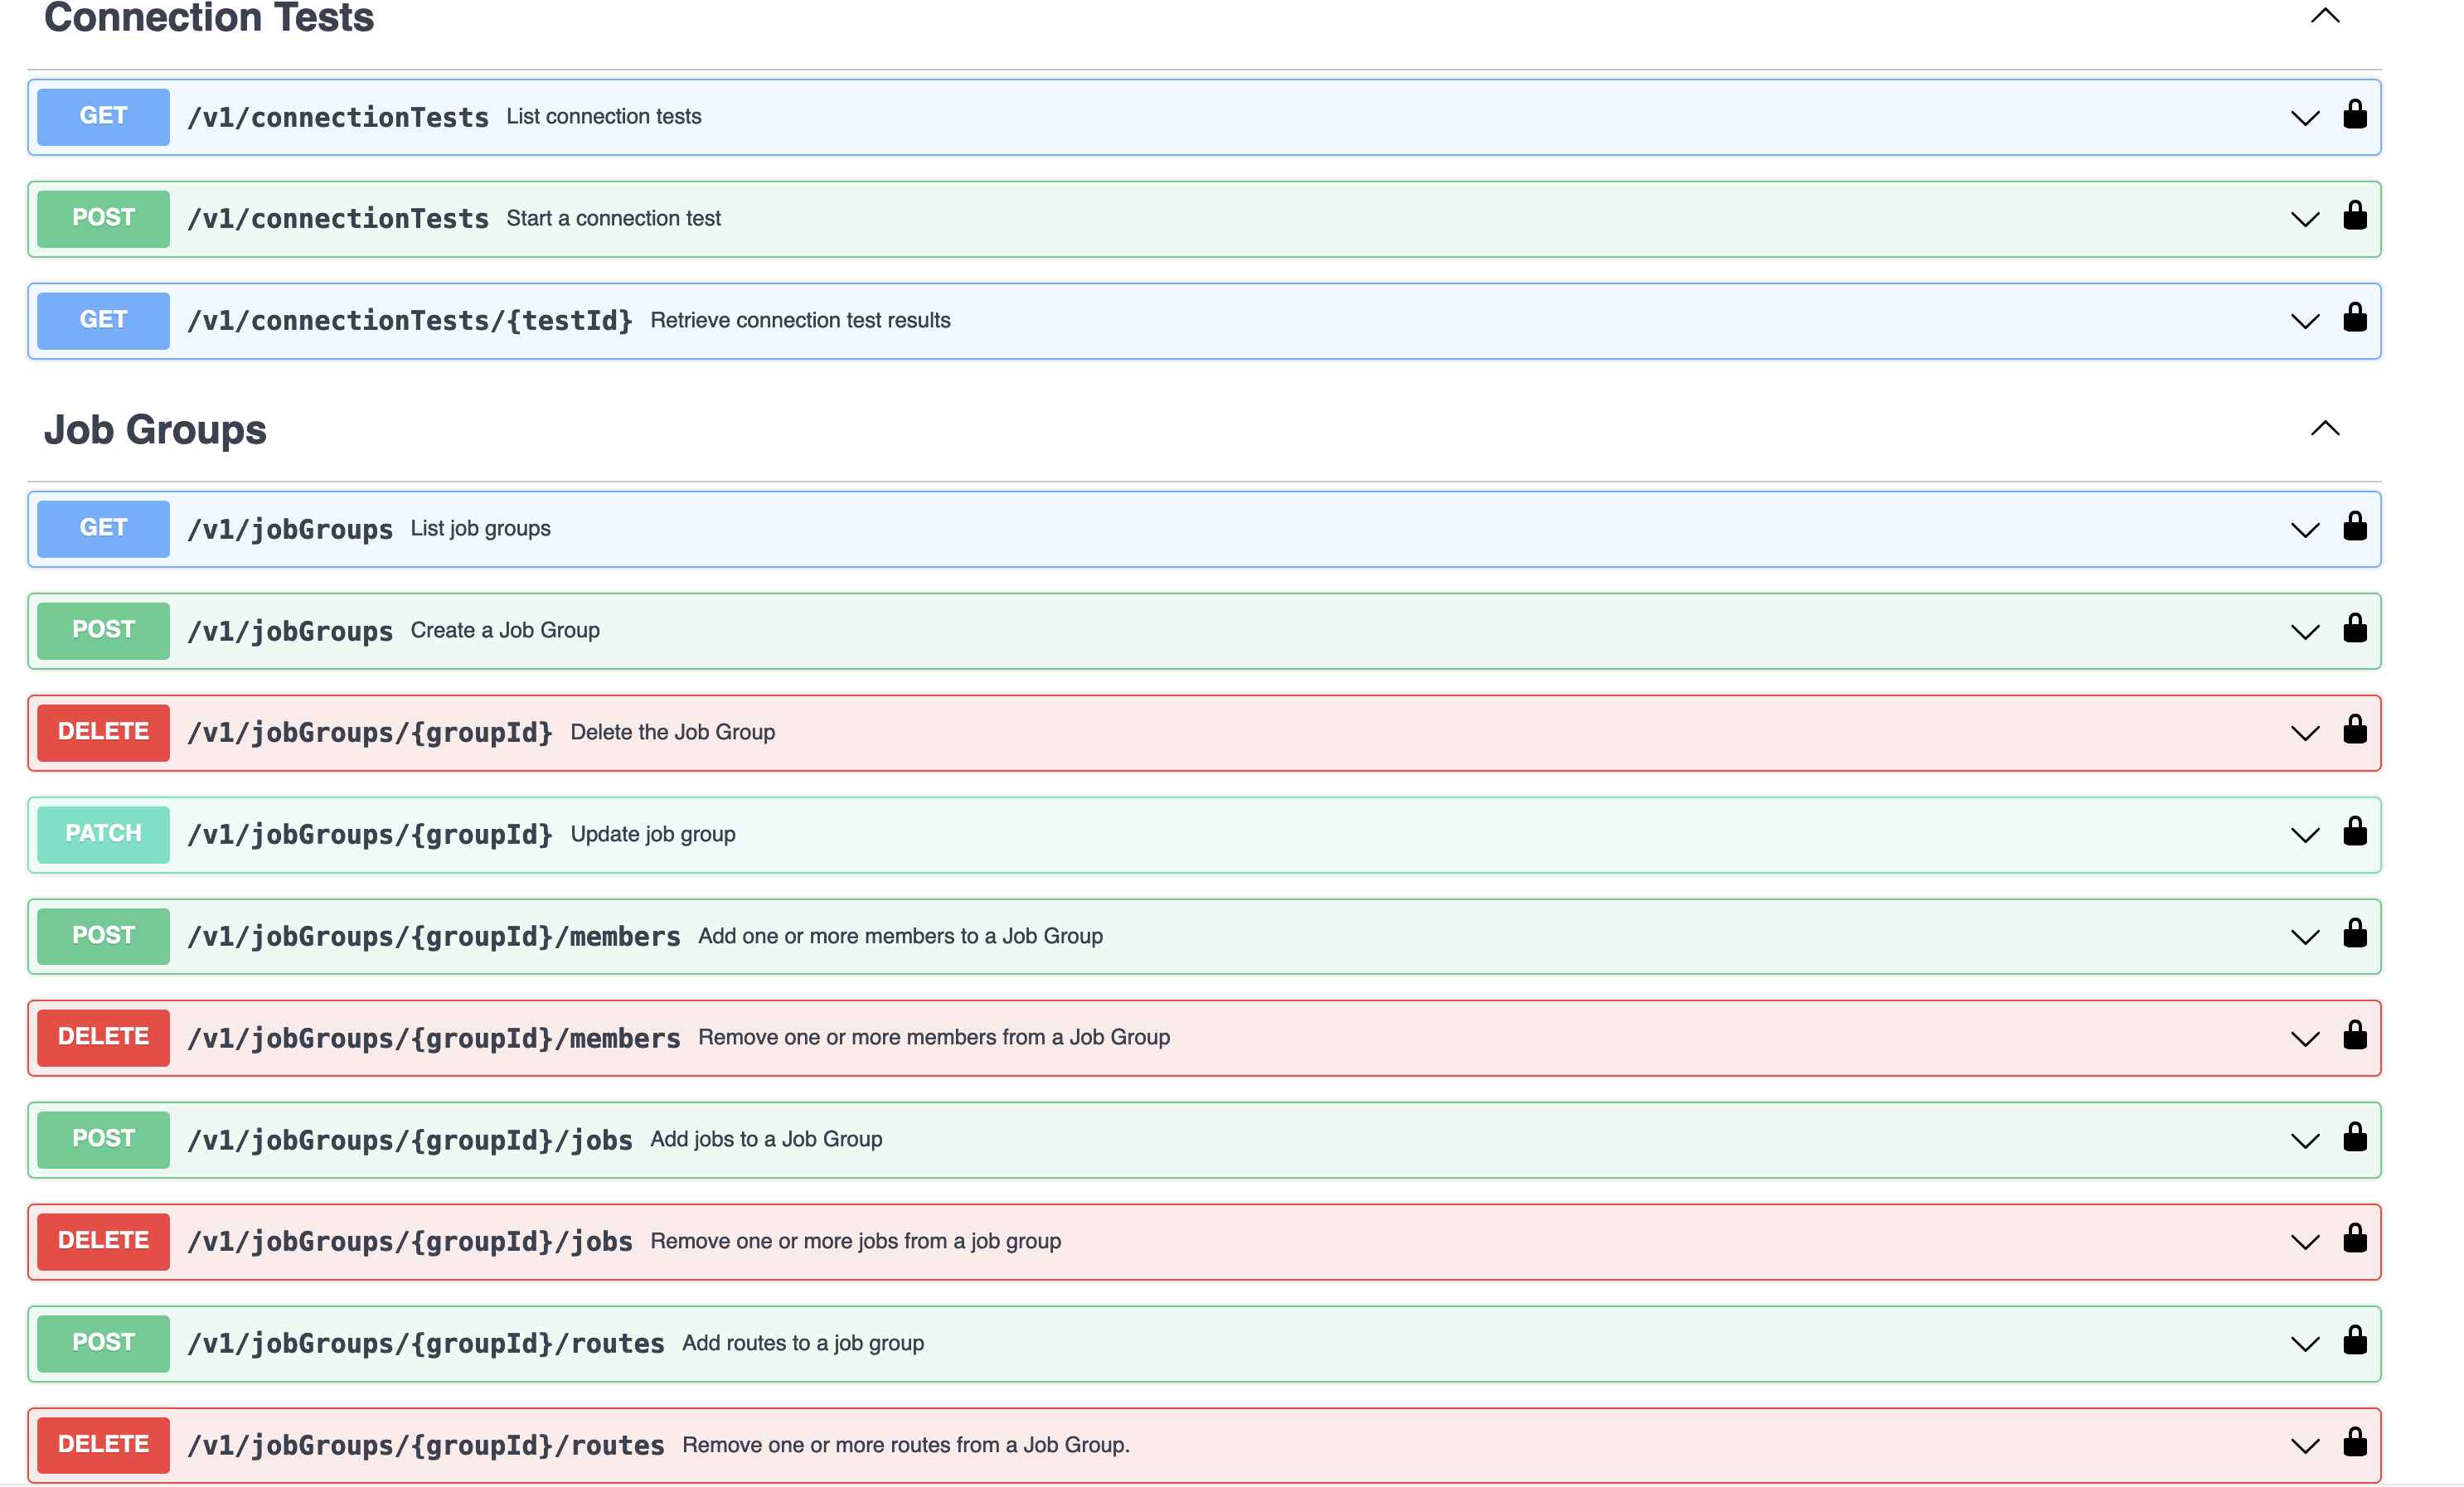 Connection Tests
GET /v1/connectionTests List connection tests
POST /v1/connectionTests Start a connection test
GET /v1/connectionTests/{testId} Retrieve connection test results
Job Groups
GET /v1/jobGroups List job groups
POST /v1/jobGroups Create a Job Group
DELETE /v1/jobGroups/{groupId} Delete the Job Group
PATCH /v1/jobGroups/{groupId} Update job group
POST /v1/jobGroups/{groupId}/members Add one or more members to a Job Group
DELETE /v1/jobGroups/{groupId}/members Remove one or more members from a Job Group
POST /v1/jobGroups/{groupId}/jobs Add jobs to a Job Group
DELETE /v1/jobGroups/{groupId}/jobs Remove one or more jobs from a job group
POST /v1/jobGroups/{groupId}/routes Add routes to a job group
DELETE /v1/jobGroups/{groupId}/routes Remove one or more routes from a Job Group.